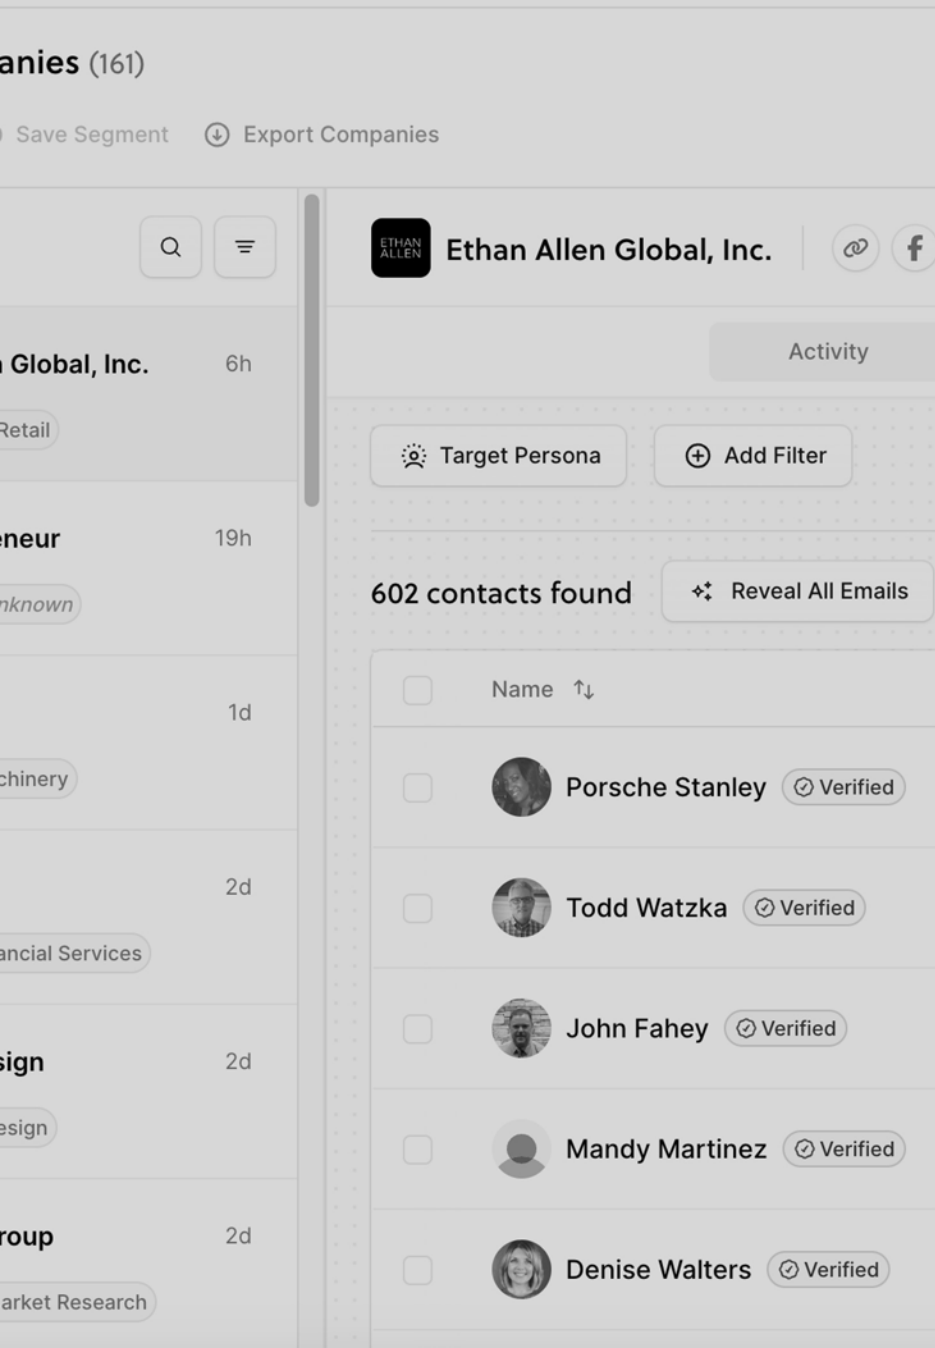 anies (161)
Save Segment
Export Companies
ETHAN
ALLEN
Ethan Allen Global, Inc.
Global, Inc.
6h
Retail
eneur
19h
nknown
1d
chinery
2d
ancial Services
sign
2d
esign
roup
2d
arket Research
Activity
Target Persona
Add Filter
602 contacts found
Reveal All Emails
Name
Porsche Stanley Verified
Todd Watzka Verified
John Fahey Verified
Mandy Martinez Verified
Denise Walters Verified